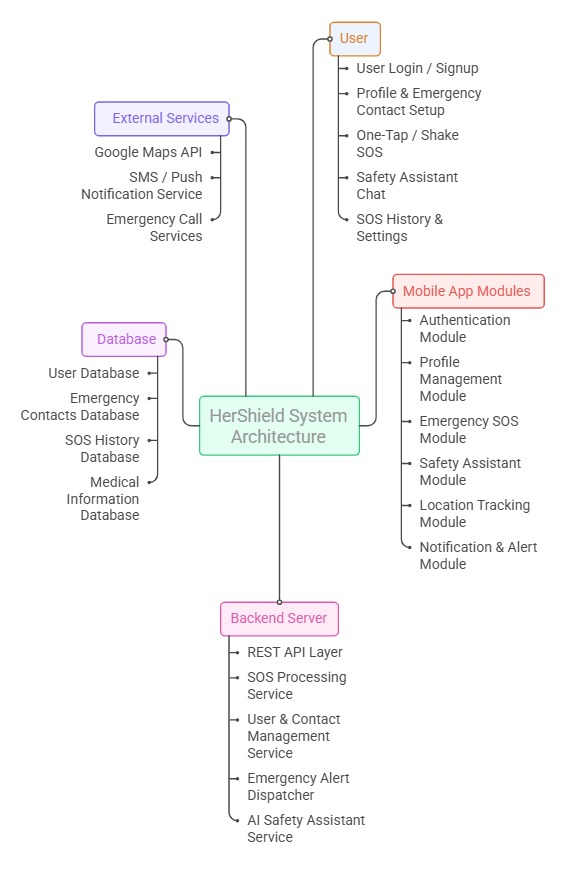 User
User Login / Signup
Profile & Emergency
Contact Setup
One-Tap / Shake
SOS
Safety Assistant
Chat
SOS History &
Settings
External Services
Google Maps API
SMS / Push
Notification Service
Emergency Call
Services
Mobile App Modules
Authentication
Module
Profile
Management
Module
Emergency SOS
Module
Safety Assistant
Module
Location Tracking
Module
Notification & Alert
Module
Database
User Database
Emergency
Contacts Database
SOS History
Database
Medical
Information
Database
HerShield System
Architecture
Backend Server
REST API Layer
SOS Processing
Service
User & Contact
Management
Service
Emergency Alert
Dispatcher
AI Safety Assistant
Service